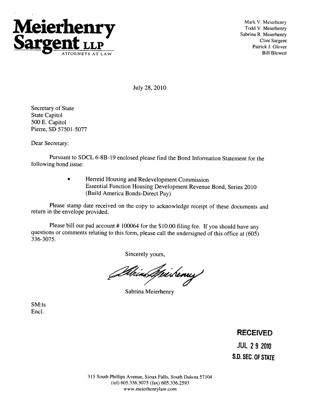 Meierhenry
Sargent LLP
ATTORNEYS AT LAW
Mark V. Meierhenry
Todd V. Meierhenry
Sabrina R. Meierhenry
Clint Sargent
Patrick J. Glover
Bill Blewett
July 28, 2010
Secretary of State
State Capitol
500 E. Capitol
Pierre, SD 57501-5077
Dear Secretary:
Pursuant to SDCL 6-8B-19 enclosed please find the Bond Information Statement for the
following bond issue:
• Herreid Housing and Redevelopment Commission
Essential Function Housing Development Revenue Bond, Series 2010
(Build America Bonds-Direct Pay)
Please stamp date received on the copy to acknowledge receipt of these documents and
return in the envelope provided.
Please bill our pad account # 100064 for the $10.00 filing fee. If you should have any
questions or comments relating to this form, please call the undersigned of this office at (605)
336-3075.
Sincerely yours,
Sabrina Meierhenry
Sabrina Meierhenry
SM:ts
Encl.
RECEIVED
JUL 29 2010
S.D. SEC. OF STATE
315 South Phillips Avenue, Sioux Falls, South Dakota 57104
(tel) 605.336.3075 (fax) 605.336.2593
www.meierhenrylaw.com